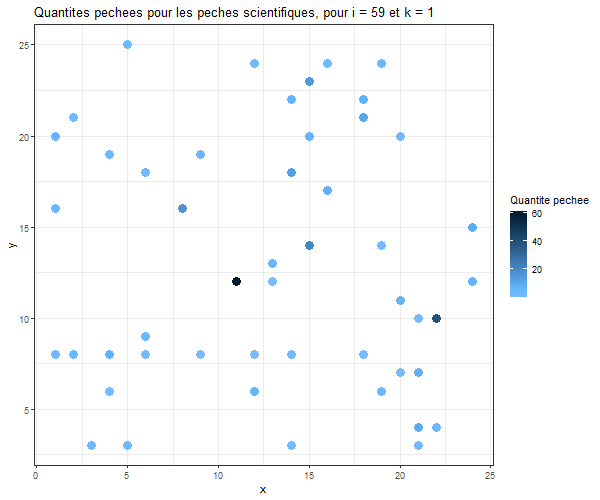 Quantites pechees pour les peches scientifiques, pour i = 59 et k = 1
25
20
15
10
5
y
0 5 10 15 20 25
x
Quantite pechee
60
40
20